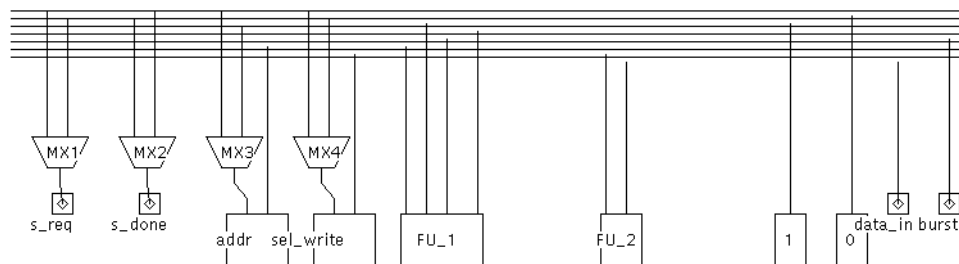 MX1 MX2 MX3 MX4
s_req s_done addr sel_write FU_1 FU_2 1 0 data_in burst